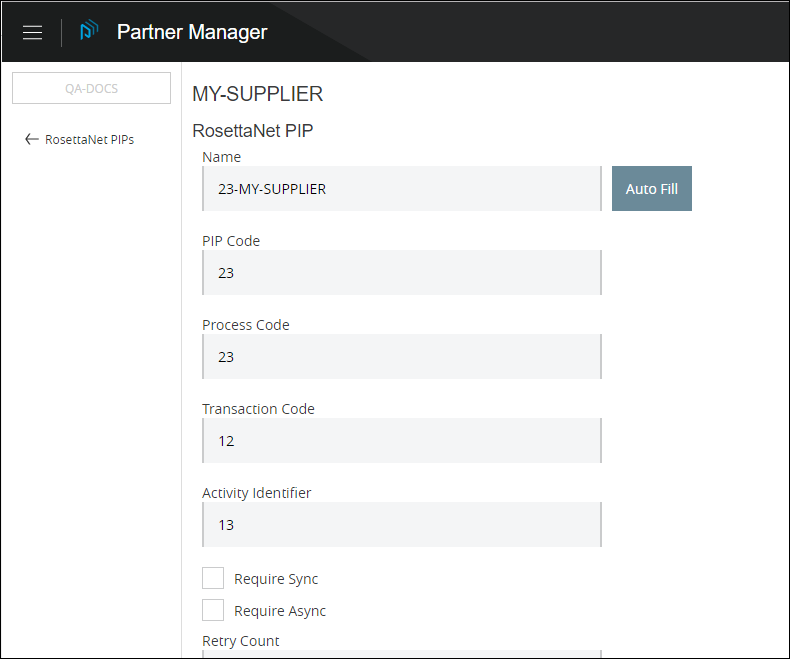 Partner Manager
QA-DOCS
RosettaNet PIPs
MY-SUPPLIER
RosettaNet PIP
Name
23-MY-SUPPLIER
Auto Fill
PIP Code
23
Process Code
23
Transaction Code
12
Activity Identifier
13
Require Sync
Require Async
Retry Count